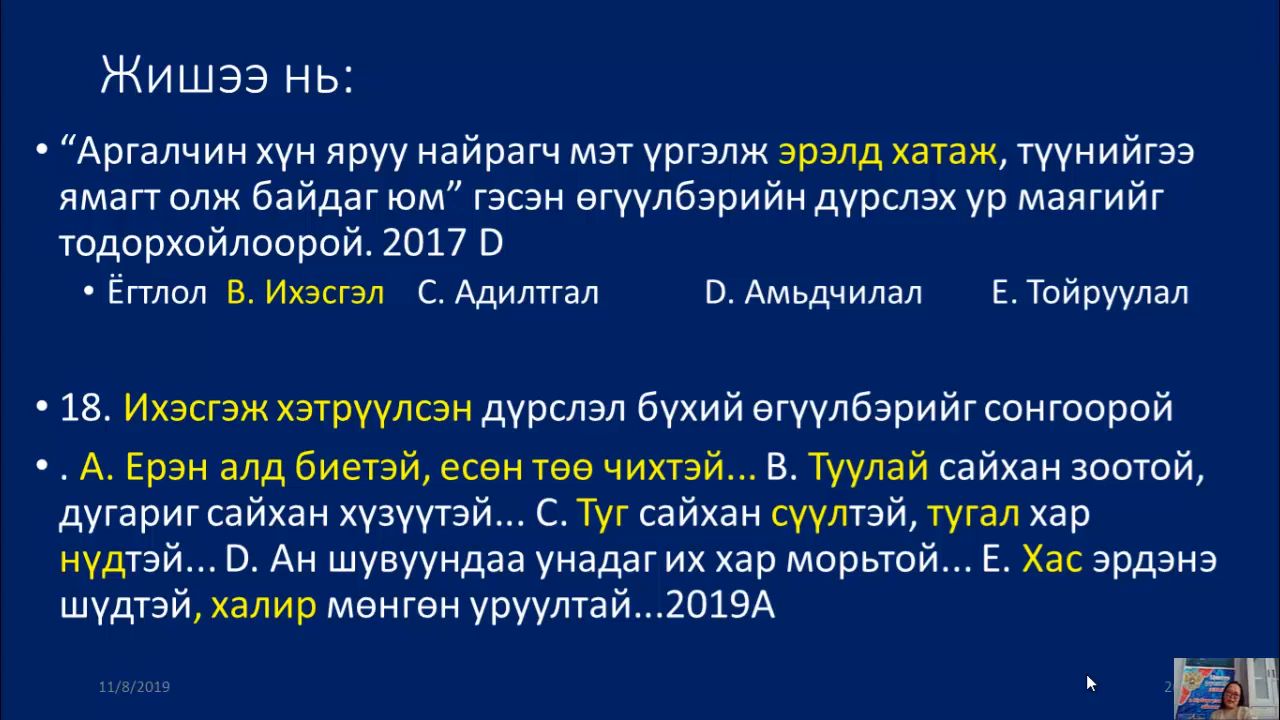 Жишээ нь:
• “Аргалчин хүн яруу найрагч мэт үргэлж эрэлд хатаж, түүнийгээ
ямагт олж байдаг юм” гэсэн өгүүлбэрийн дүрслэх ур маягийг
тодорхойлоорой. 2017 D
• Ёгтлол B. Ихэсгэл C. Адилтгал D. Амьдчилал E. Тойруулал
• 18. Ихэсгэж хэтрүүлсэн дүрслэл бүхий өгүүлбэрийг сонгоорой
• . A. Ерэн алд биетэй, есөн төө чихтэй... B. Туулай сайхан зоотой,
дугариг сайхан хүзүүтэй... C. Туг сайхан сүүлтэй, тугал хар
нүдтэй... D. Ан шувуундаа унадаг их хар морьтой... E. Хас эрдэнэ
шүдтэй, халир мөнгөн уруултай...2019A
11/8/2019